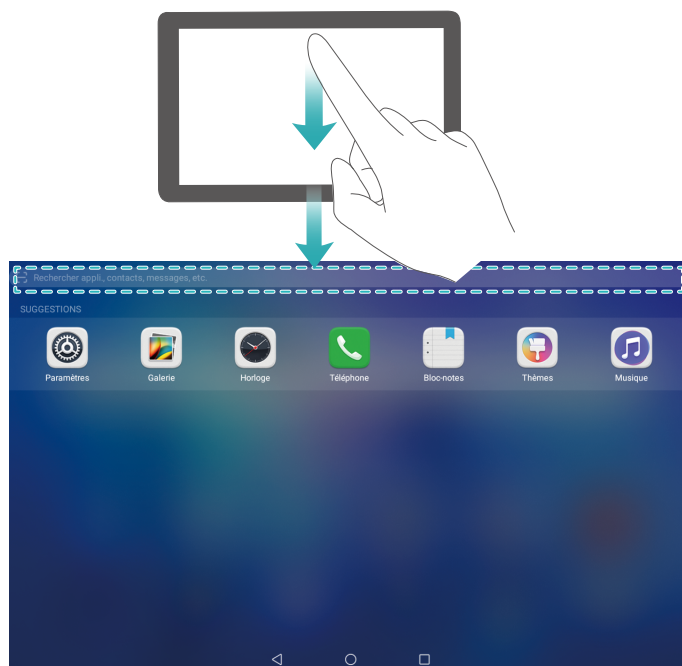 Rechercher appli., contacts, messages, etc.
SUGGESTIONS
Paramètres Galerie Horloge Téléphone Bloc-notes Thèmes Musique